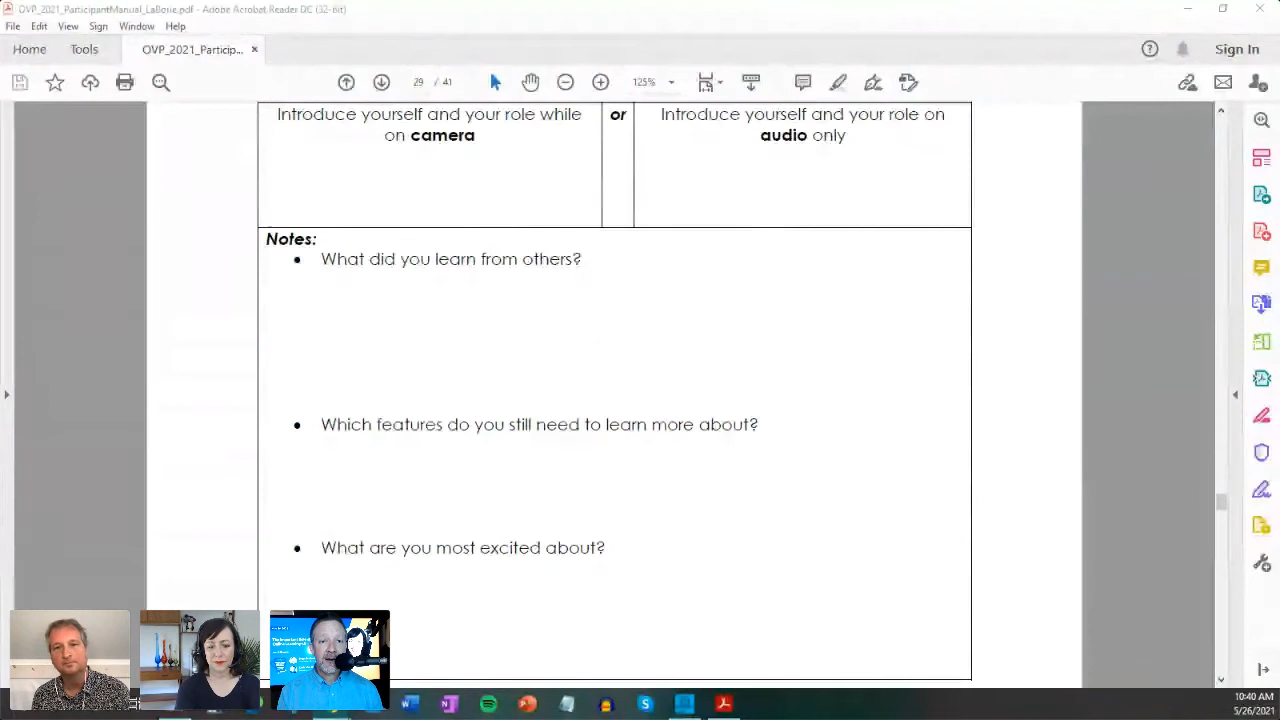 OVP_2021_ParticipantManual_LaBorie.pdf - Adobe Acrobat Reader DC (32-bit)
File Edit View Sign Window Help
Home Tools OVP_2021_Particip... × Sign In
29 / 41 125%
Introduce yourself and your role while
on camera
or
Introduce yourself and your role on
audio only
Notes:
• What did you learn from others?
• Which features do you still need to learn more about?
• What are you most excited about?
10:40 AM
5/26/2021